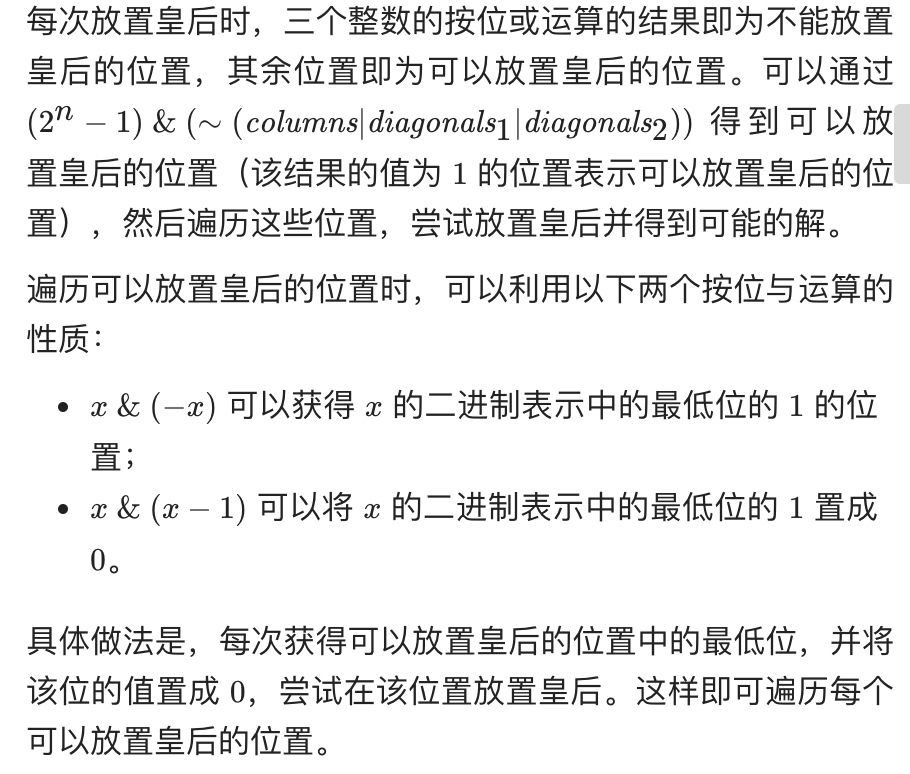 每次放置皇后时，三个整数的按位或运算的结果即为不能放置
皇后的位置，其余位置即为可以放置皇后的位置。可以通过
(2ⁿ − 1) & (∼ (columns|diagonals₁|diagonals₂)) 得到可以放
置皇后的位置（该结果的值为 1 的位置表示可以放置皇后的位
置），然后遍历这些位置，尝试放置皇后并得到可能的解。
遍历可以放置皇后的位置时，可以利用以下两个按位与运算的
性质：
• x & (−x) 可以获得 x 的二进制表示中的最低位的 1 的位
置；
• x & (x − 1) 可以将 x 的二进制表示中的最低位的 1 置成
0。
具体做法是，每次获得可以放置皇后的位置中的最低位，并将
该位的值置成 0，尝试在该位置放置皇后。这样即可遍历每个
可以放置皇后的位置。